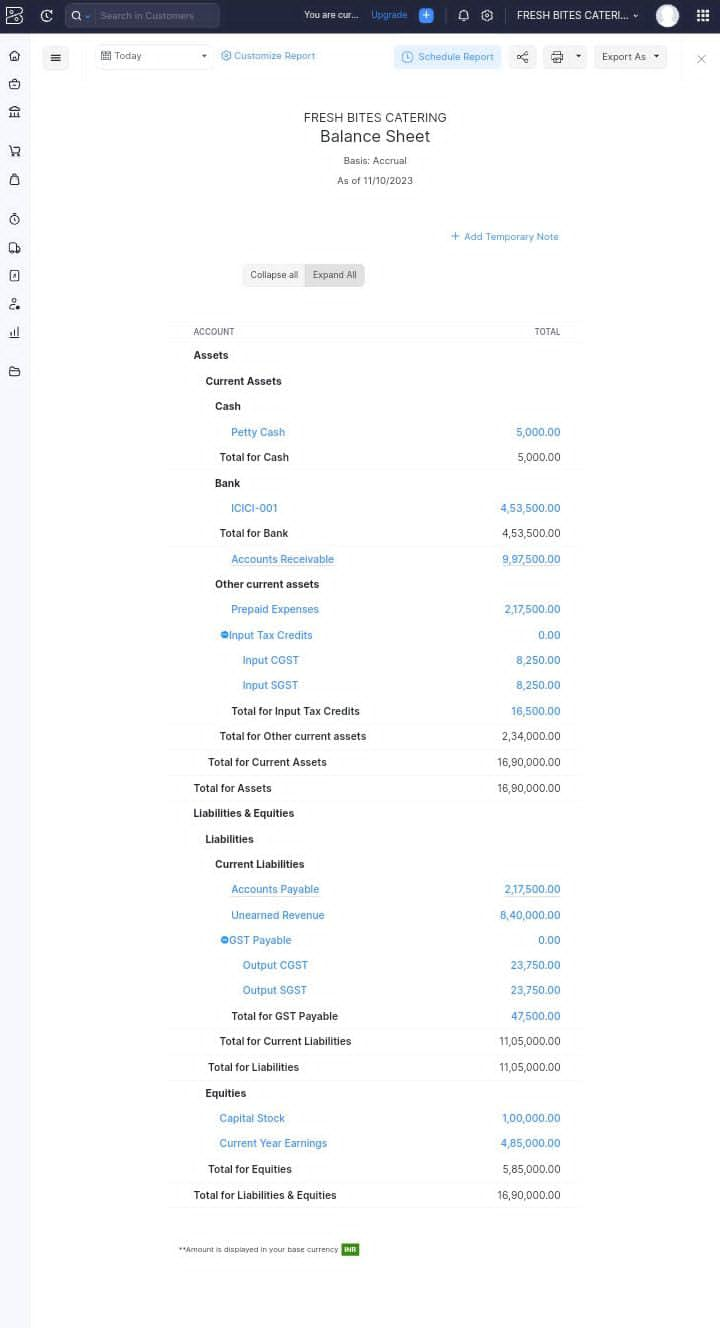 Search in Customers
You are cur... Upgrade
FRESH BITES CATERI...
Today
Customize Report
Schedule Report
Export As
FRESH BITES CATERING
Balance Sheet
Basis: Accrual
As of 11/10/2023
+ Add Temporary Note
Collapse all Expand All
ACCOUNT TOTAL
Assets
Current Assets
Cash
Petty Cash 5,000.00
Total for Cash 5,000.00
Bank
ICICI-001 4,53,500.00
Total for Bank 4,53,500.00
Accounts Receivable 9,97,500.00
Other current assets
Prepaid Expenses 2,17,500.00
Input Tax Credits 0.00
Input CGST 8,250.00
Input SGST 8,250.00
Total for Input Tax Credits 16,500.00
Total for Other current assets 2,34,000.00
Total for Current Assets 16,90,000.00
Total for Assets 16,90,000.00
Liabilities & Equities
Liabilities
Current Liabilities
Accounts Payable 2,17,500.00
Unearned Revenue 8,40,000.00
GST Payable 0.00
Output CGST 23,750.00
Output SGST 23,750.00
Total for GST Payable 47,500.00
Total for Current Liabilities 11,05,000.00
Total for Liabilities 11,05,000.00
Equities
Capital Stock 1,00,000.00
Current Year Earnings 4,85,000.00
Total for Equities 5,85,000.00
Total for Liabilities & Equities 16,90,000.00
**Amount is displayed in your base currency INR